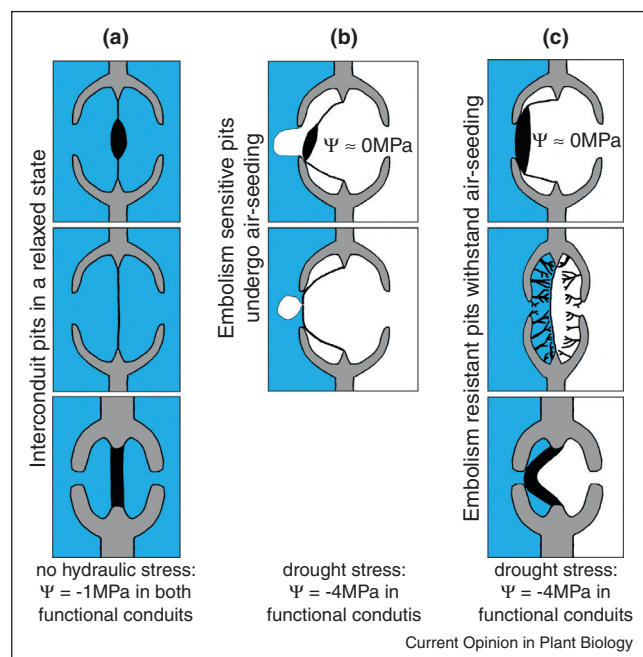 (a)
(b)
(c)
Interconduit pits in a relaxed state
Embolism sensitive pits
undergo air-seeding
Embolism resistant pits withstand air-seeding
Ψ ≈ 0MPa
Ψ ≈ 0MPa
no hydraulic stress:
Ψ = -1MPa in both
functional conduits
drought stress:
Ψ = -4MPa in
functional condutis
drought stress:
Ψ = -4MPa in
functional conduits
Current Opinion in Plant Biology